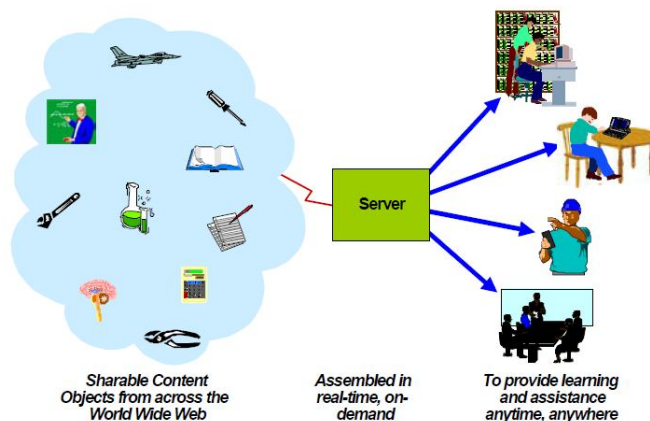 Server
Sharable Content
Objects from across the
World Wide Web
Assembled in
real-time, on-
demand
To provide learning
and assistance
anytime, anywhere